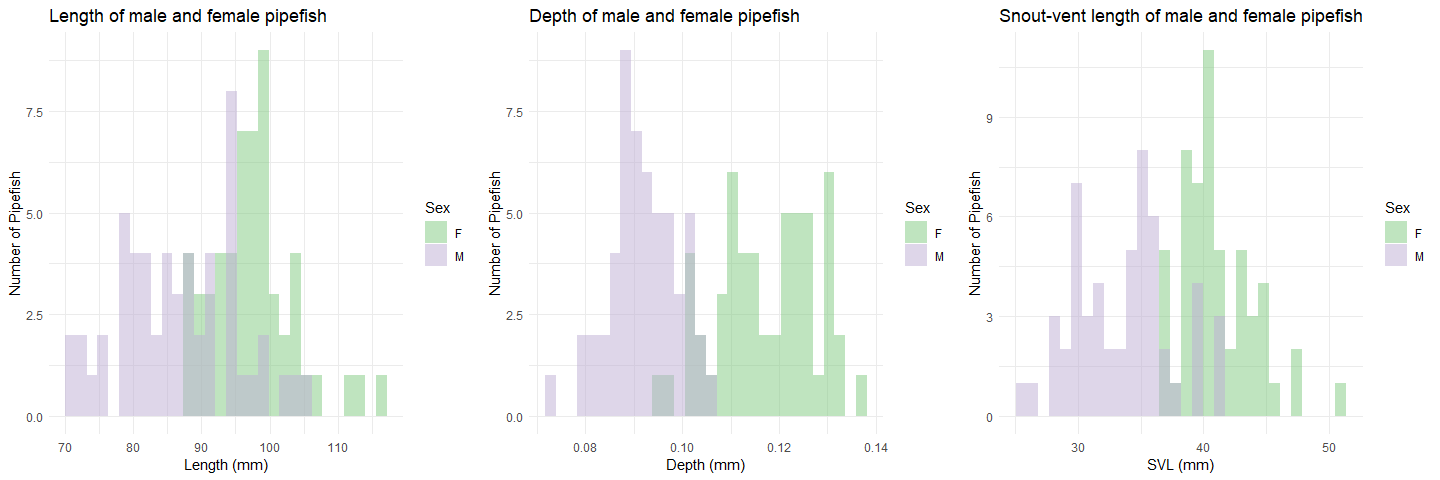 Length of male and female pipefish
Number of Pipefish
7.5
5.0
2.5
0.0
70
80
90
100
110
Length (mm)
Sex
F
M
Depth of male and female pipefish
Number of Pipefish
7.5
5.0
2.5
0.0
0.08
0.10
0.12
0.14
Depth (mm)
Sex
F
M
Snout-vent length of male and female pipefish
Number of Pipefish
9
6
3
0
30
40
50
SVL (mm)
Sex
F
M